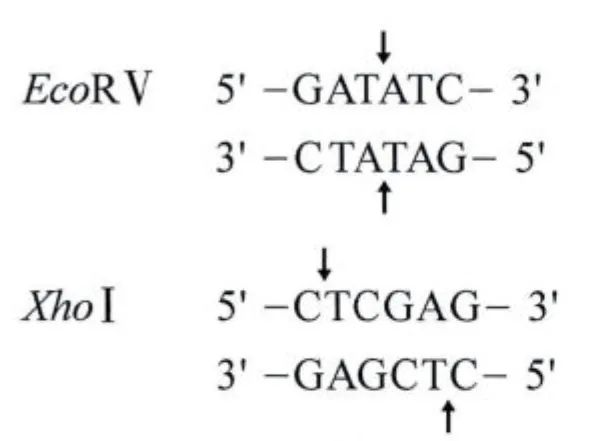 EcoRⅤ 5' –GATATC– 3'
3' –CTATAG– 5'
XhoⅠ 5' –CTCGAG– 3'
3' –GAGCTC– 5'